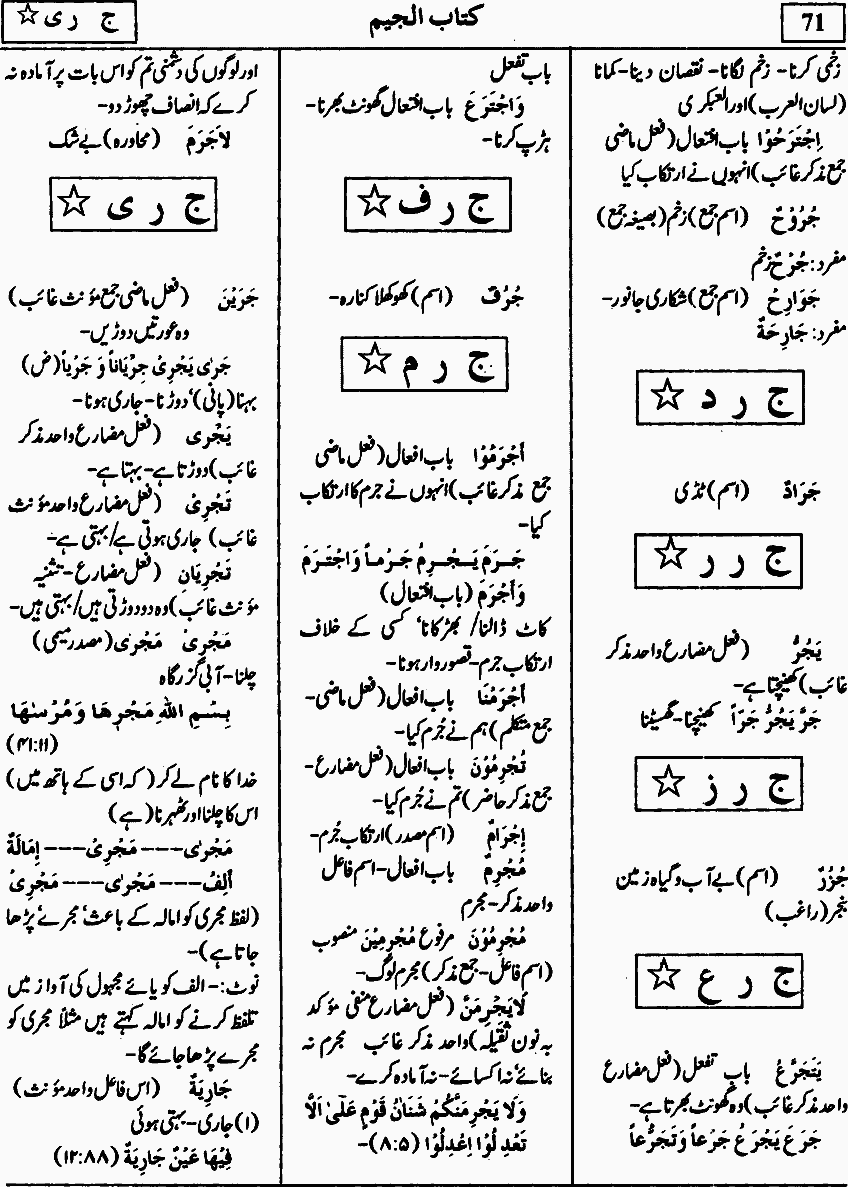 71
کتاب الجیم
ج ری ☆
زخمی کرنا- زخم لگانا- نقصان دینا- کمانا
(لسان العرب) اور العبکری
اِجْتَرَحُوْا باب افتعال (فعل ماضی
جمع مذکر غائب) انہوں نے ارتکاب کیا
جُرُوْحٌ (اسم جمع) زخم (بصیغہ جمع)
مفرد: جُرْحٌ زخم
جَوَارِحُ (اسم جمع) شکاری جانور-
مفرد: جَارِحَةٌ
ج ر د ☆
جَرَادٌ (اسم) ٹڈی
ج ر ر ☆
يَجُرُّ (فعل مضارع واحد مذکر
غائب) کھینچتا ہے-
جَرَّ يَجُرُّ جَرّاً کھینچنا- گھسیٹنا
ج ر ز ☆
جُرُزٌ (اسم) بے آب و گیاہ زمین
بنجر (راغب)
ج ر ع ☆
يَتَجَرَّعُ باب تفعل (فعل مضارع
واحد مذکر غائب) وہ گھونٹ بھرتا ہے-
جَرَعَ يَجْرَعُ جَرْعاً وَتَجَرُّعاً
باب تفعل
وَاجْتَرَعَ باب افتعال گھونٹ بھرنا-
ہڑپ کرنا-
ج ر ف ☆
جُرُفٌ (اسم) کھوکھلا کنارہ-
ج ر م ☆
أَجْرَمُوْا باب افعال (فعل ماضی
جمع مذکر غائب) انہوں نے جرم کا ارتکاب
کیا-
جَرَمَ يَجْرِمُ جَرْماً وَاجْتَرَمَ
وَأَجْرَمَ (باب افتعال)
کاٹ ڈالنا/ بھڑکانا' کسی کے خلاف
ارتکاب جرم- قصوروار ہونا-
أَجْرَمْنَا باب افعال (فعل ماضی-
جمع متکلم) ہم نے جُرم کیا-
تُجْرِمُوْنَ باب افعال (فعل مضارع-
جمع مذکر حاضر) تم نے جُرم کیا-
إِجْرَامٌ (اسم مصدر) ارتکاب جُرم-
مُجْرِمٌ باب افعال- اسم فاعل
واحد مذکر- مجرم
مُجْرِمُوْنَ مرفوع مُجْرِمِيْنَ منصوب
(اسم فاعل- جمع مذکر) مجرم لوگ-
لَايَجْرِمَنَّ (فعل مضارع منفی مؤکد
بہ نون ثقیلہ) واحد مذکر غائب مجرم نہ
بنائے' نہ اکسائے- نہ آمادہ کرے-
وَلَا يَجْرِمَنَّكُمْ شَنَاٰنُ قَوْمٍ عَلٰىٓ اَلَّا
تَعْدِلُوْا اِعْدِلُوْا (۸:۵)-
اور لوگوں کی دشمنی تم کو اس بات پر آمادہ نہ
کرے کہ انصاف چھوڑ دو-
لاَجَرَمَ (محاورہ) بے شک
ج ر ی ☆
جَرَيْنَ (فعل ماضی جمع مؤنث غائب)
وہ عورتیں دوڑیں-
جَرٰى يَجْرِىْ جِرْيَاناً وَ جَرْياً (ض)
بہنا (پانی)' دوڑنا- جاری ہونا-
يَجْرِى (فعل مضارع واحد مذکر
غائب) دوڑتا ہے- بہتا ہے-
تَجْرِىْ (فعل مضارع واحد مؤنث
غائب) جاری ہوتی ہے/ بہتی ہے-
تَجْرِيَانِ (فعل مضارع- تثنیہ
مؤنث غائب) وہ دو دوڑتی ہیں/ بہتی ہیں-
مَجْرِىْ مَجْرٰى (مصدر میمی)
چلنا- آبی گزرگاہ
بِسْمِ اللهِ مَجْرٖىهَا وَ مُرْسٰىهَا
(۴۱:۱۱)
خدا کا نام لے کر (کہ اسی کے ہاتھ میں)
اس کا چلنا اور ٹھہرنا (ہے)
مَجْرٰى --- مَجْرِىْ --- إِمَالَةٌ
أَلِفْ --- مَجْرٰى --- مَجْرِىْ
(لفظ مجری کو امالہ کے باعث' مجرے پڑھا
جاتا ہے)-
نوٹ:- الف کو یائے مجہول کی آواز میں
تلفظ کرنے کو امالہ کہتے ہیں مثلاً مجری کو
مجرے پڑھا جائے گا-
جَارِيَةٌ (اس فاعل واحد مؤنث)
(۱) جاری- بہتی ہوئی
فِيْهَا عَيْنٌ جَارِيَةٌ (۱۲:۸۸)